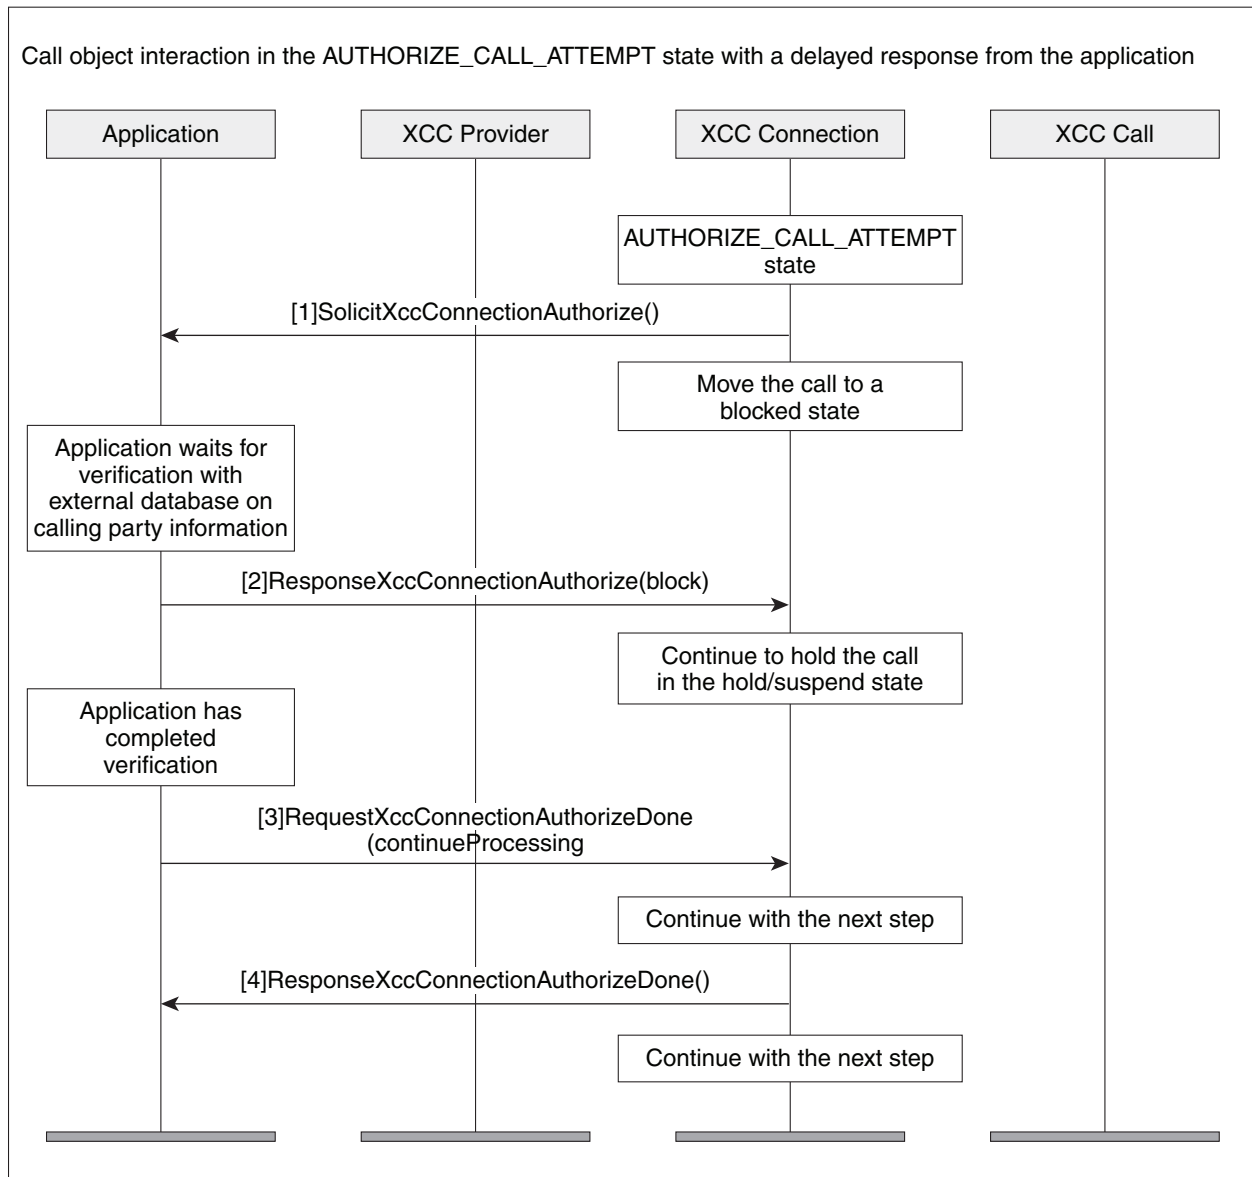 Call object interaction in the AUTHORIZE_CALL_ATTEMPT state with a delayed response from the application
Application
XCC Provider
XCC Connection
XCC Call
AUTHORIZE_CALL_ATTEMPT
state
[1]SolicitXccConnectionAuthorize()
Move the call to a
blocked state
Application waits for
verification with
external database on
calling party information
[2]ResponseXccConnectionAuthorize(block)
Continue to hold the call
in the hold/suspend state
Application has
completed
verification
[3]RequestXccConnectionAuthorizeDone
(continueProcessing
Continue with the next step
[4]ResponseXccConnectionAuthorizeDone()
Continue with the next step